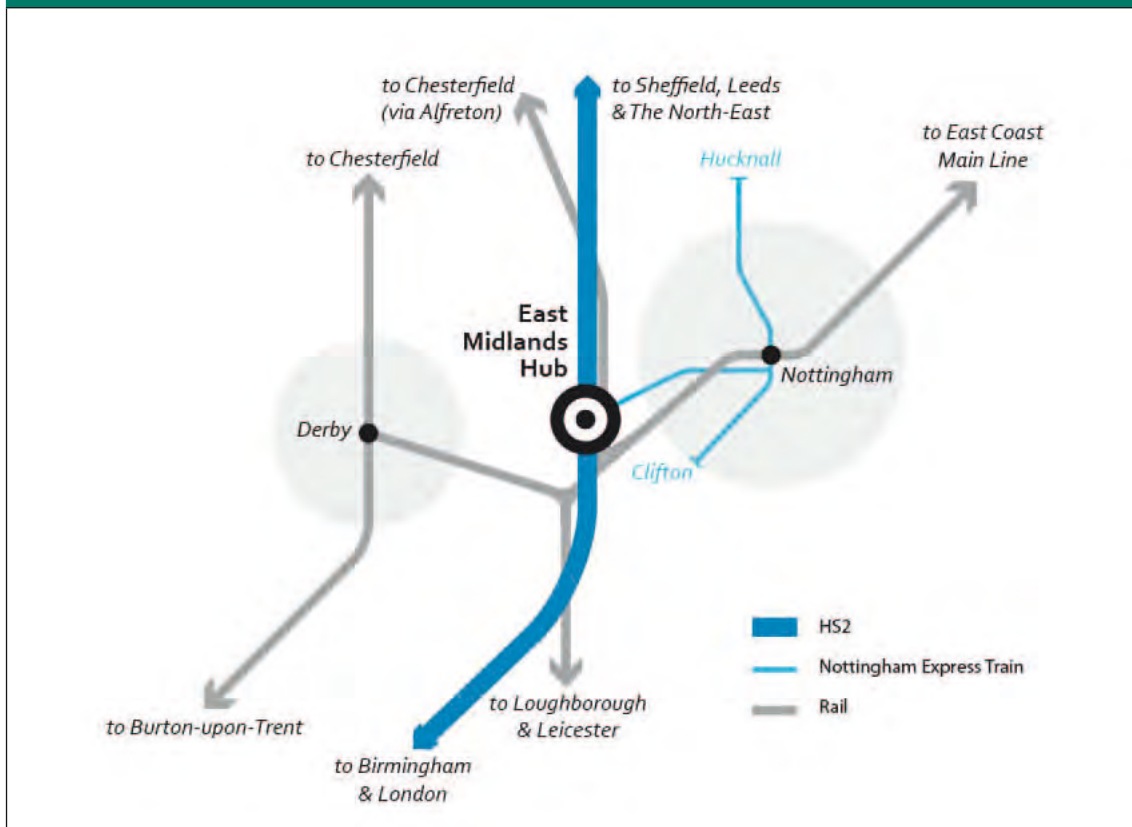 to Chesterfield
(via Alfreton)
to Sheffield, Leeds
& The North-East
to East Coast
Main Line
to Chesterfield
Hucknall
East
Midlands
Hub
Nottingham
Derby
Clifton
HS2
Nottingham Express Train
Rail
to Burton-upon-Trent
to Loughborough
& Leicester
to Birmingham
& London